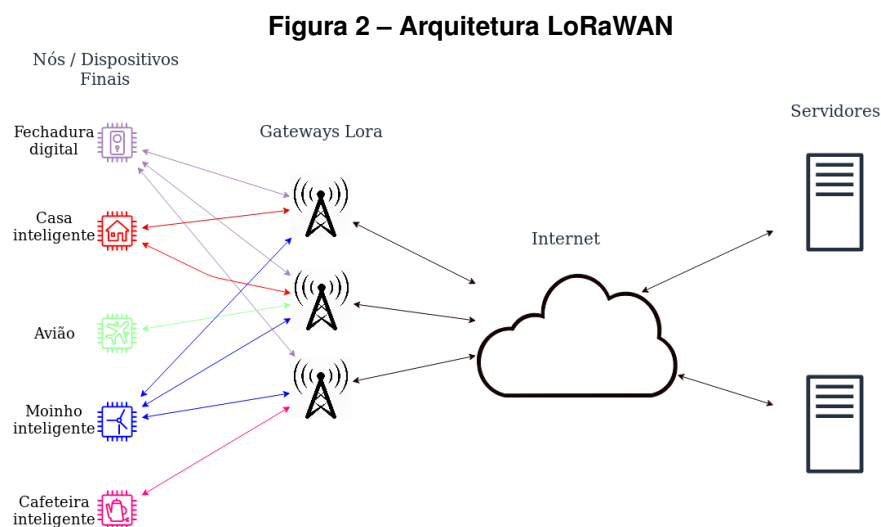 Figura 2 – Arquitetura LoRaWAN
Nós / Dispositivos
Finais
Gateways Lora
Internet
Servidores
Fechadura
digital
Casa
inteligente
Avião
Moinho
inteligente
Cafeteira
inteligente